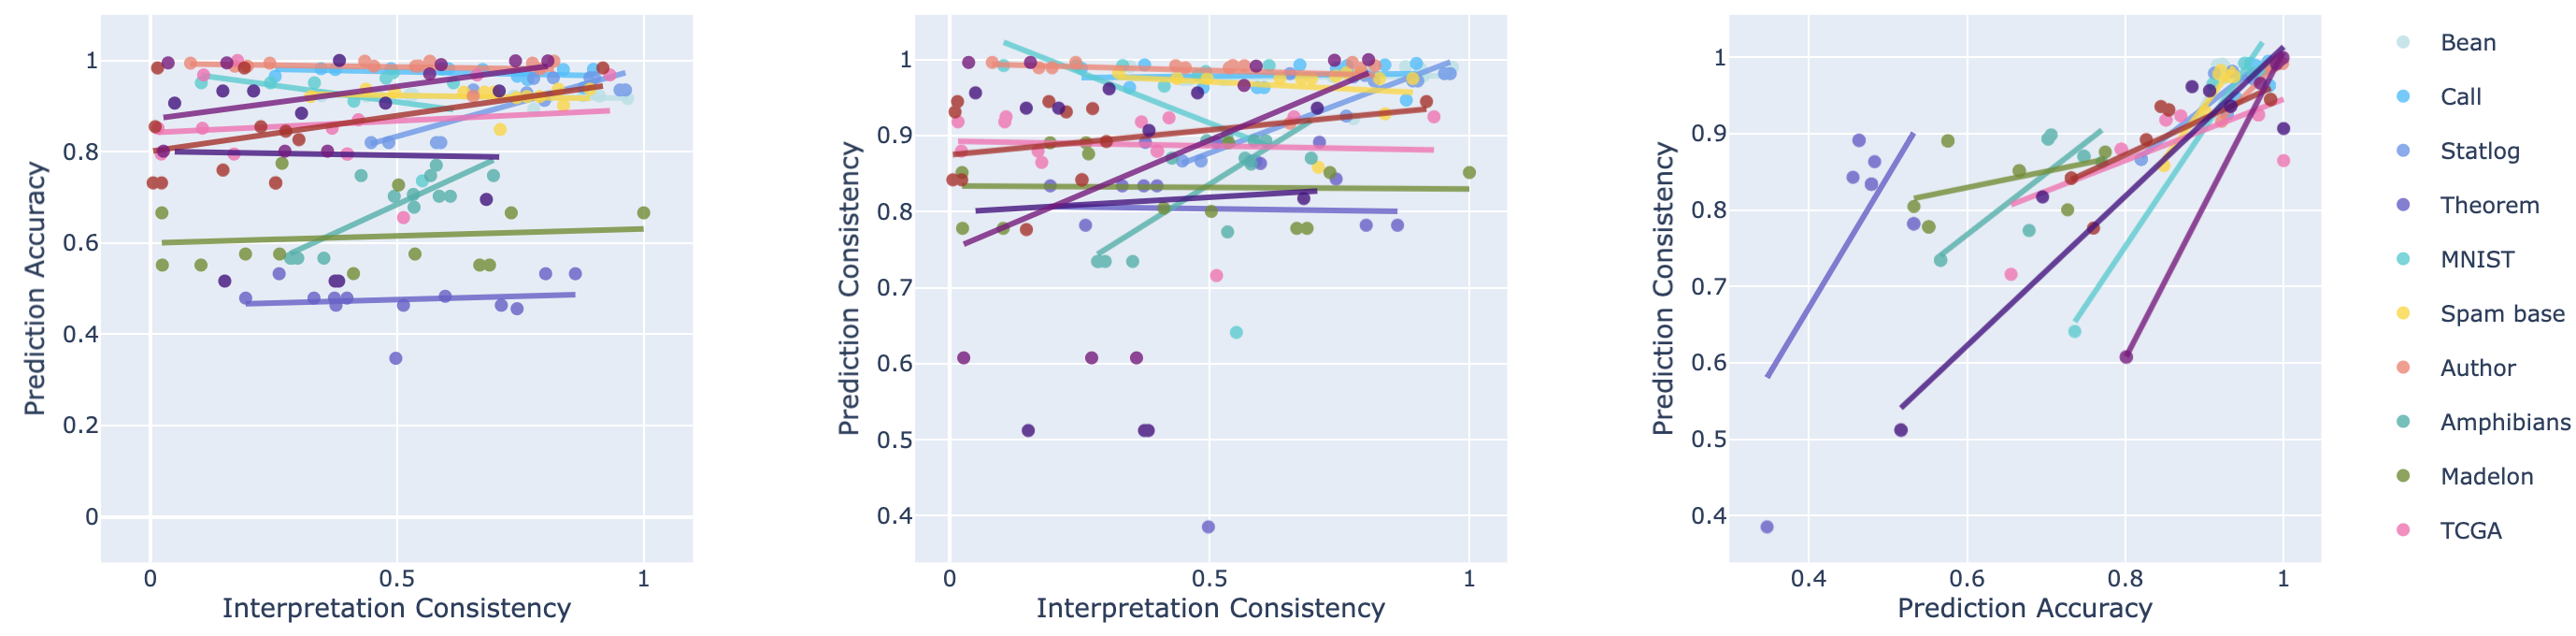 Prediction Accuracy
1
0.8
0.6
0.4
0.2
0
0 0.5 1
Interpretation Consistency
Prediction Consistency
1
0.9
0.8
0.7
0.6
0.5
0.4
0 0.5 1
Interpretation Consistency
Prediction Consistency
1
0.9
0.8
0.7
0.6
0.5
0.4
0.4 0.6 0.8 1
Prediction Accuracy
Bean
Call
Statlog
Theorem
MNIST
Spam base
Author
Amphibians
Madelon
TCGA